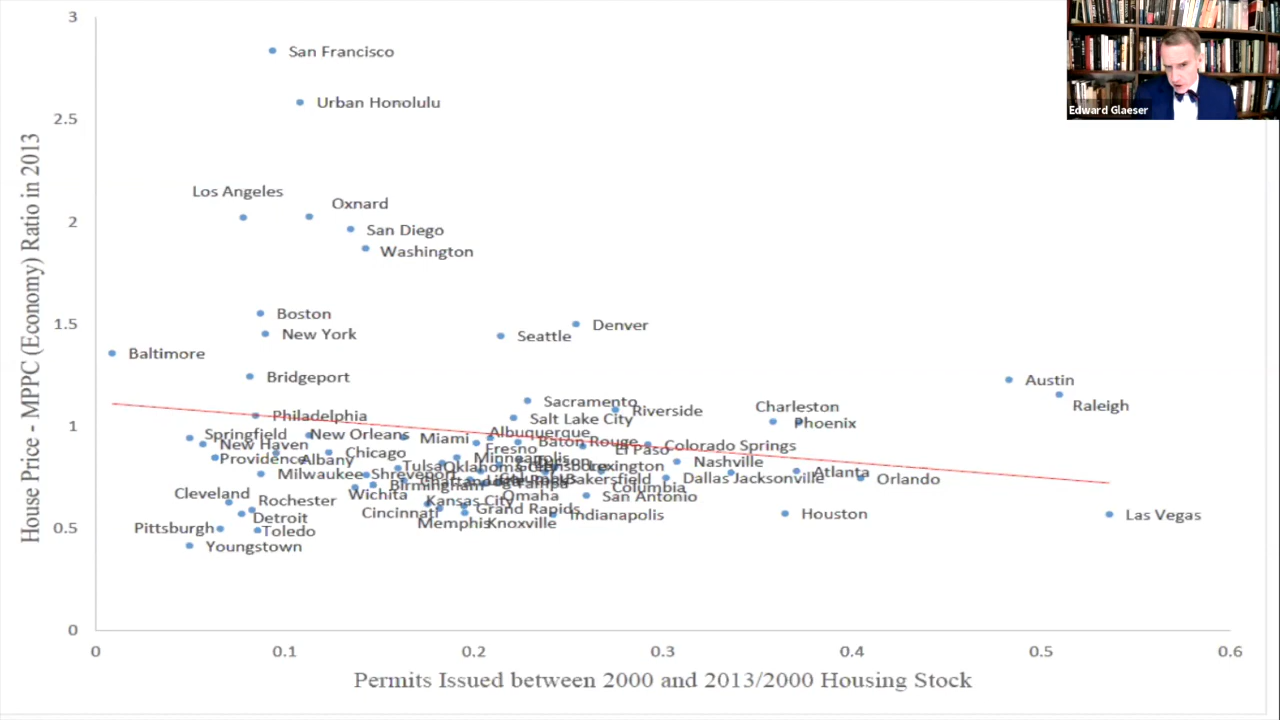 Edward Glaeser
House Price - MPPC (Economy) Ratio in 2013
3
2.5
2
1.5
1
0.5
0
San Francisco
Urban Honolulu
Los Angeles
Oxnard
San Diego
Washington
Boston
New York
Denver
Seattle
Baltimore
Bridgeport
Austin
Raleigh
Sacramento
Riverside
Charleston
Philadelphia
Salt Lake City
Phoenix
Springfield
New Orleans
Miami
Albuquerque
New Haven
Baton Rouge
Colorado Springs
Fresno
El Paso
Chicago
Providence
Albany
Minneapolis
Nashville
Tulsa
Oklahoma
Lexington
Milwaukee
Shreveport
Atlanta
Dallas
Jacksonville
Orlando
Bakersfield
Birmingham
Tampa
Columbia
Cleveland
Wichita
Omaha
San Antonio
Rochester
Kansas City
Grand Rapids
Detroit
Cincinnati
Indianapolis
Houston
Las Vegas
Pittsburgh
Toledo
Memphis
Knoxville
Youngstown
0 0.1 0.2 0.3 0.4 0.5 0.6
Permits Issued between 2000 and 2013/2000 Housing Stock